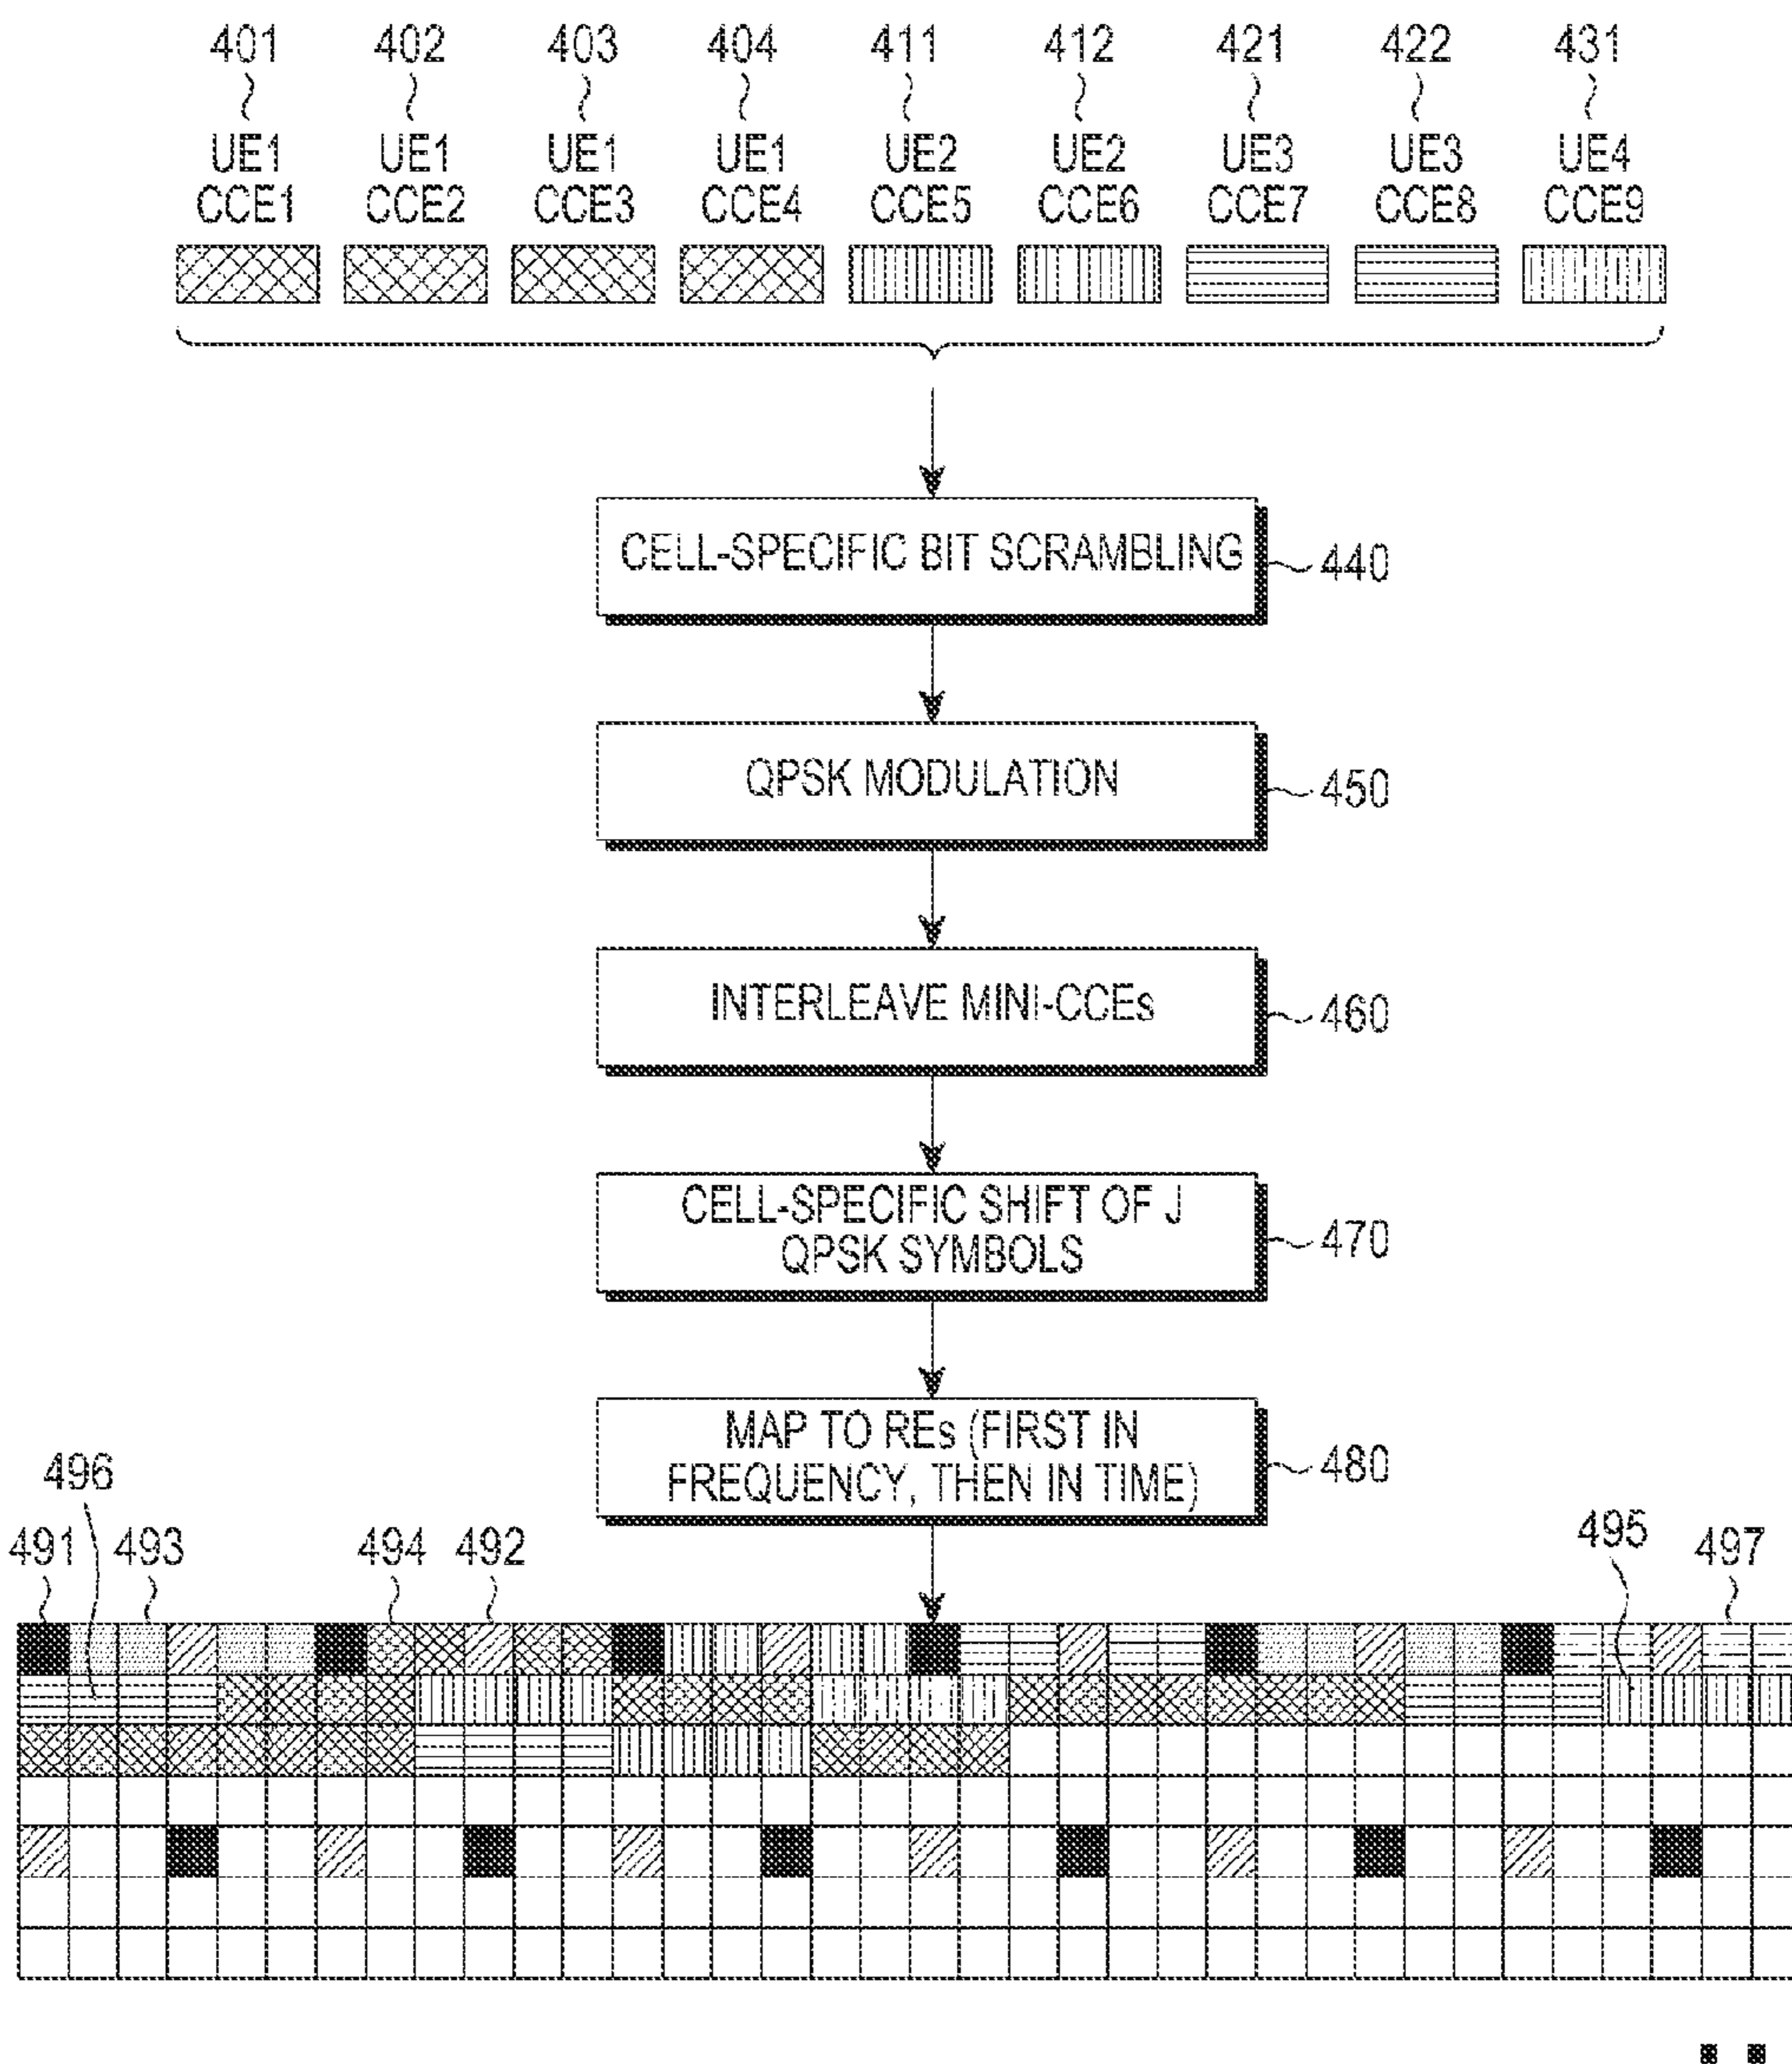 401 402 403 404 411 412 421 422 431
UE1 UE1 UE1 UE1 UE2 UE2 UE3 UE3 UE4
CCE1 CCE2 CCE3 CCE4 CCE5 CCE6 CCE7 CCE8 CCE9
CELL-SPECIFIC BIT SCRAMBLING
440
QPSK MODULATION
450
INTERLEAVE MINI-CCEs
460
CELL-SPECIFIC SHIFT OF J
QPSK SYMBOLS
470
MAP TO REs (FIRST IN
FREQUENCY, THEN IN TIME)
480
496
491 493 494 492 495 497